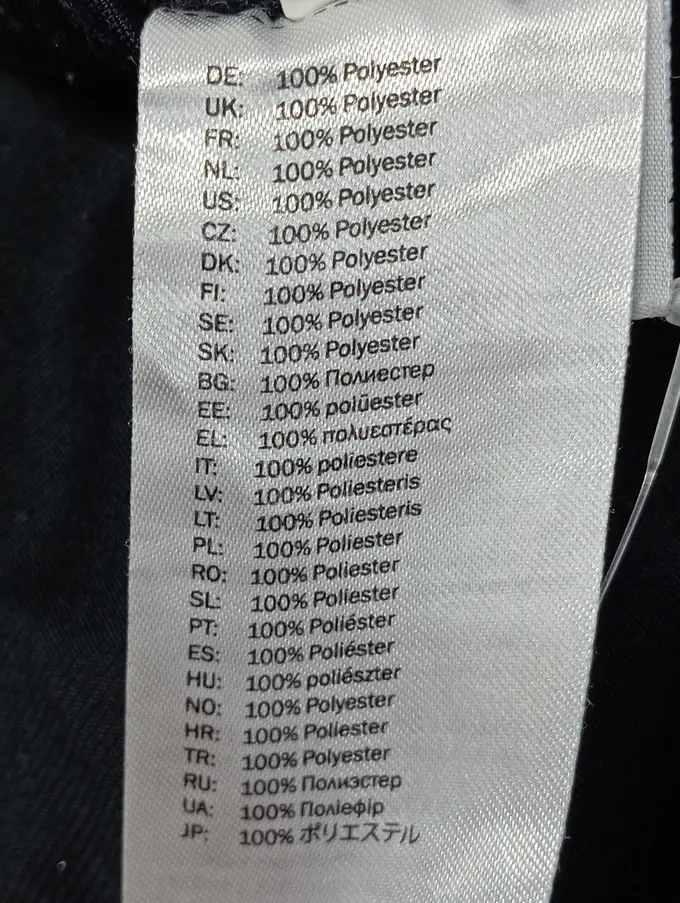 DE: 100% Polyester
UK: 100% Polyester
FR: 100% Polyester
NL: 100% Polyester
US: 100% Polyester
CZ: 100% Polyester
DK: 100% Polyester
FI: 100% Polyester
SE: 100% Polyester
SK: 100% Polyester
BG: 100% Полиестер
EE: 100% polüester
EL: 100% πολυεστέρας
IT: 100% poliestere
LV: 100% Poliesteris
LT: 100% Poliesteris
PL: 100% Poliester
RO: 100% Poliester
SL: 100% Poliester
PT: 100% Poliéster
ES: 100% Poliéster
HU: 100% poliészter
NO: 100% Polyester
HR: 100% Poliester
TR: 100% Polyester
RU: 100% Полиэстер
UA: 100% Поліефір
JP: 100% ポリエステル